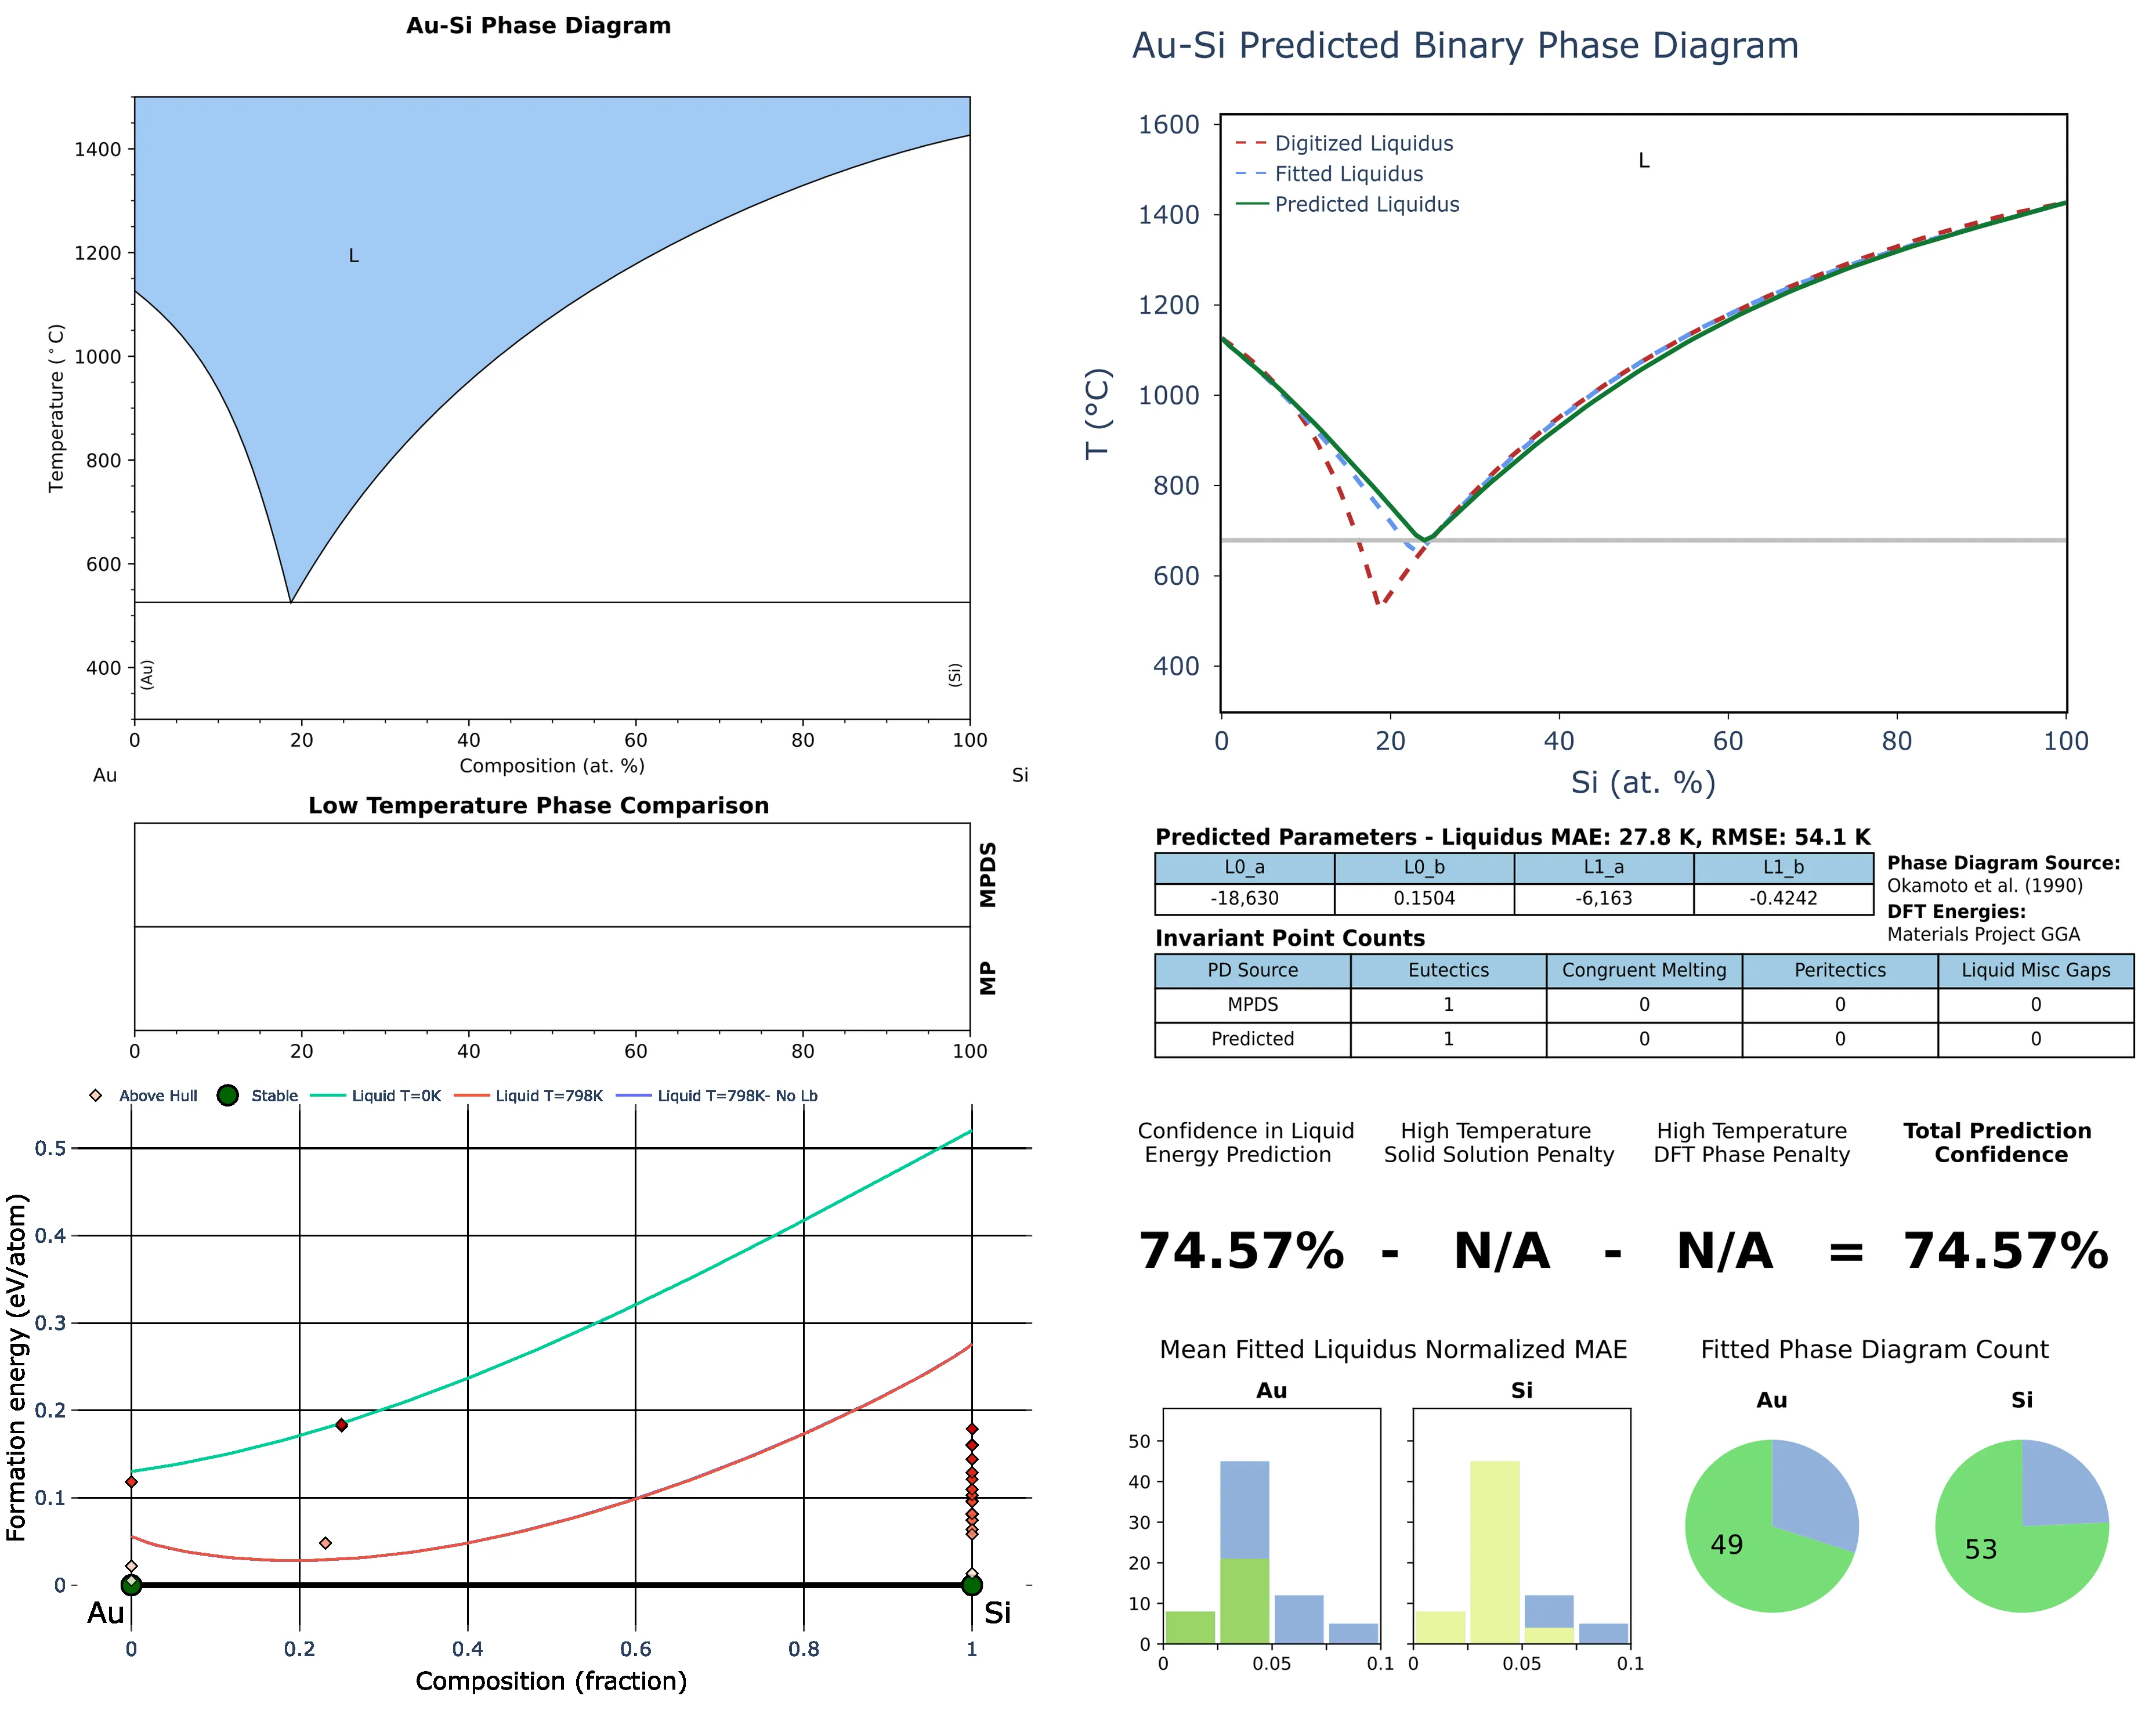 Au-Si Phase Diagram
1400
1200
1000
800
600
400
Temperature (°C)
L
(Au)
(Si)
0 20 40 60 80 100
Composition (at. %)
Au Si
Low Temperature Phase Comparison
MPDS
MP
0 20 40 60 80 100
Above Hull Stable Liquid T=0K Liquid T=798K Liquid T=798K- No Lb
0.5
0.4
0.3
0.2
0.1
0
Formation energy (eV/atom)
Au Si
0 0.2 0.4 0.6 0.8 1
Composition (fraction)
Au-Si Predicted Binary Phase Diagram
1600
1400
1200
1000
800
600
400
T (°C)
Digitized Liquidus
Fitted Liquidus
Predicted Liquidus
L
0 20 40 60 80 100
Si (at. %)
Predicted Parameters - Liquidus MAE: 27.8 K, RMSE: 54.1 K
L0_a L0_b L1_a L1_b
-18,630 0.1504 -6,163 -0.4242
Phase Diagram Source:
Okamoto et al. (1990)
DFT Energies:
Materials Project GGA
Invariant Point Counts
PD Source Eutectics Congruent Melting Peritectics Liquid Misc Gaps
MPDS 1 0 0 0
Predicted 1 0 0 0
Confidence in Liquid
Energy Prediction
High Temperature
Solid Solution Penalty
High Temperature
DFT Phase Penalty
Total Prediction
Confidence
74.57% - N/A - N/A = 74.57%
Mean Fitted Liquidus Normalized MAE
Au Si
50
40
30
20
10
0
0 0.05 0.1 0 0.05 0.1
Fitted Phase Diagram Count
Au Si
49 53